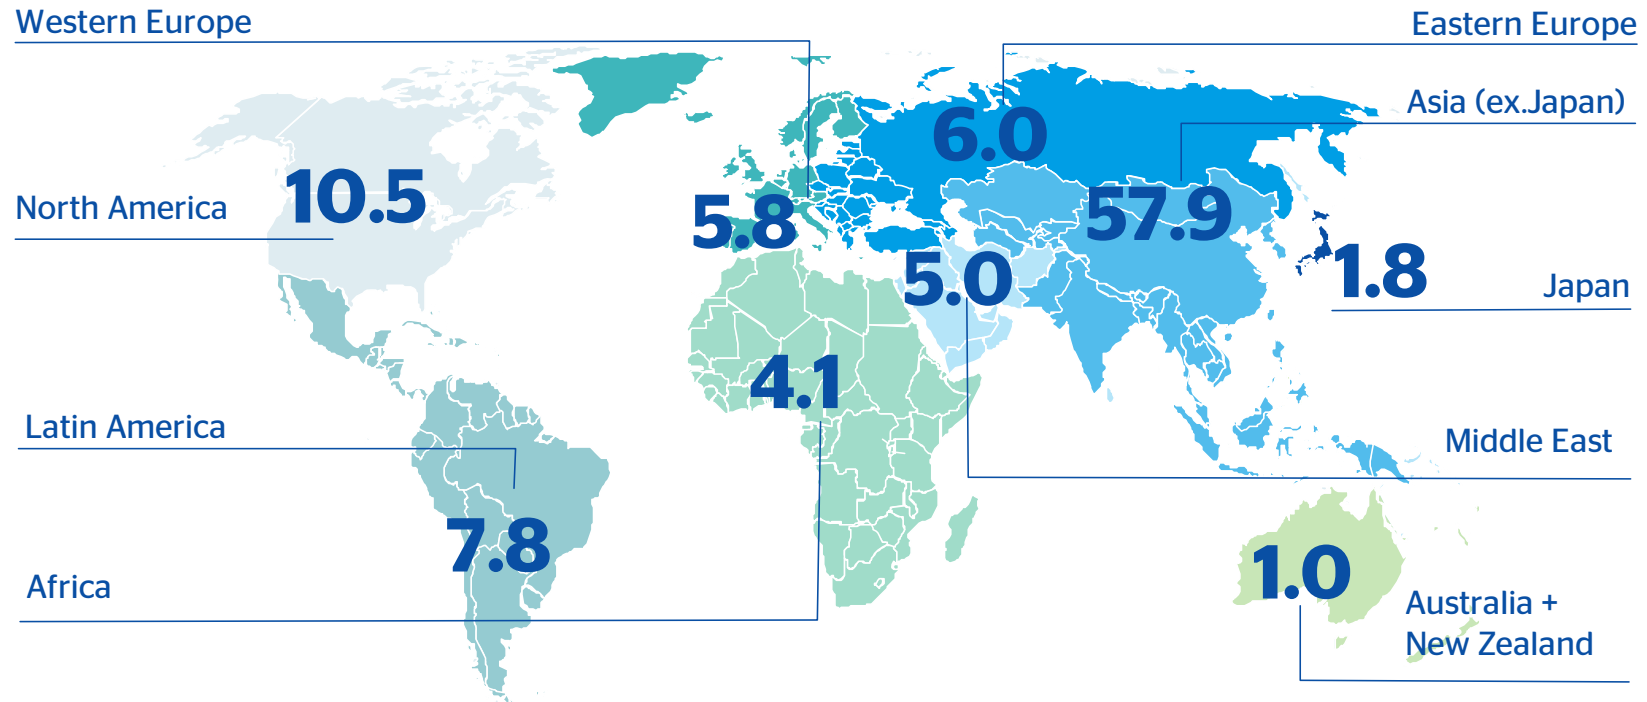 Western Europe
Eastern Europe
Asia (ex.Japan)
6.0
10.5
57.9
North America
5.8
5.0
1.8
Japan
4.1
Latin America
Middle East
7.8
1.0
Africa
Australia +
New Zealand